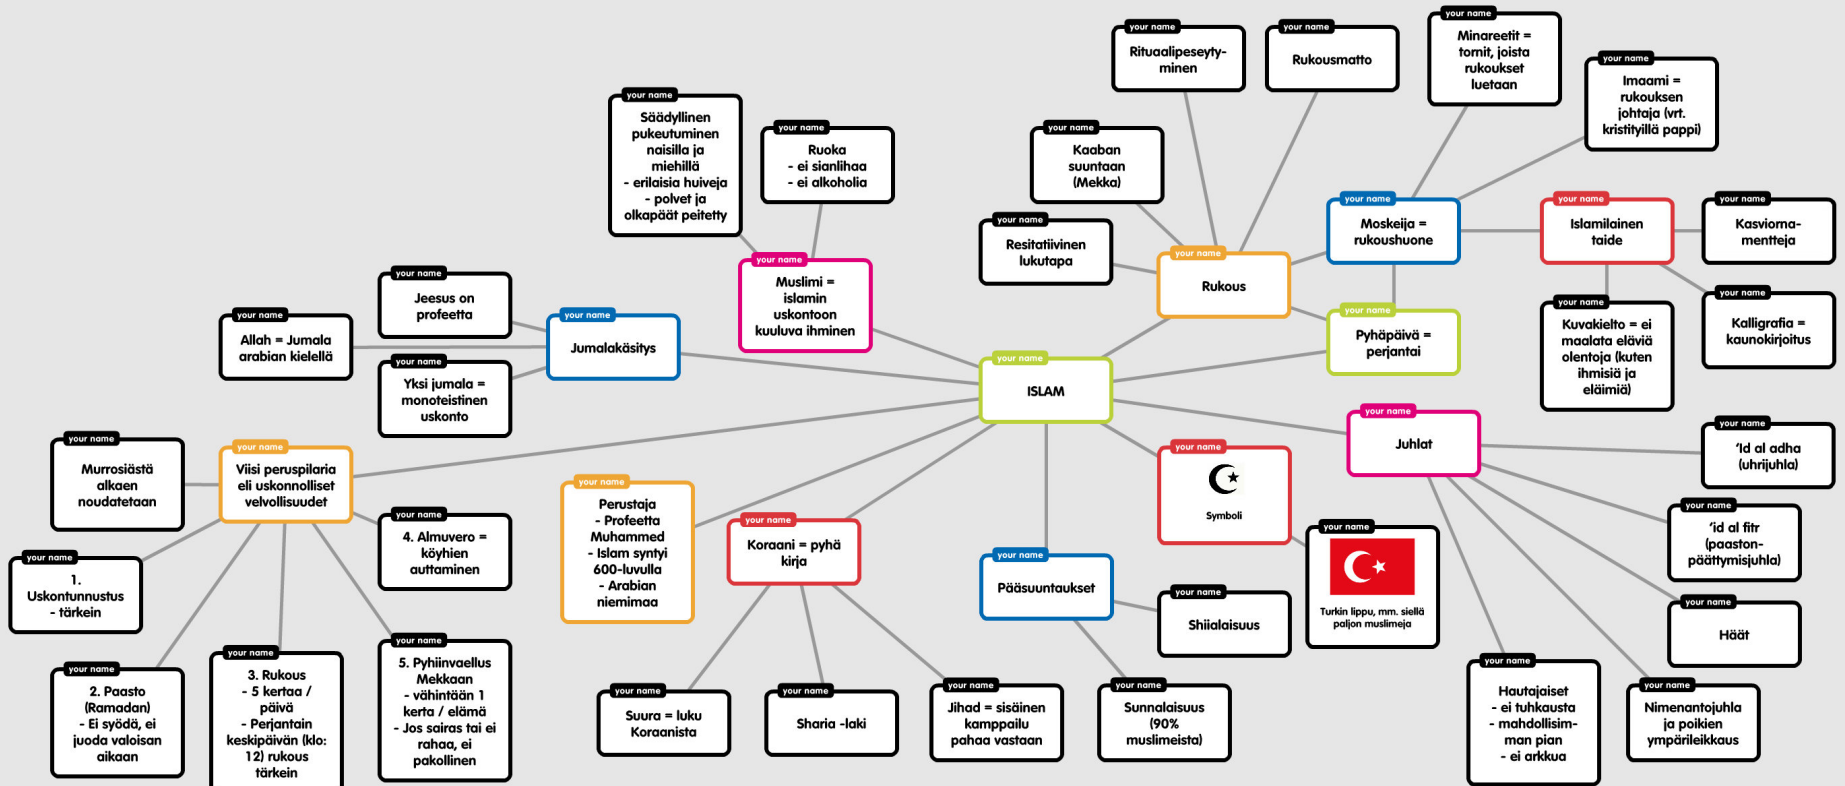 your name
Rituaalipeseyty-
minen
your name
Rukousmatto
your name
Minareetit =
tornit, joista
rukoukset
luetaan
your name
Imaami =
rukouksen
johtaja (vrt.
kristityillä pappi)
your name
Säädyllinen
pukeutuminen
naisilla ja
miehillä
- erilaisia huiveja
- polvet ja
olkapäät peitetty
your name
Ruoka
- ei sianlihaa
- ei alkoholia
your name
Kaaban
suuntaan
(Mekka)
your name
Resitatiivinen
lukutapa
your name
Rukous
your name
Moskeija =
rukoushuone
your name
Islamilainen
taide
your name
Kasviorna-
mentteja
your name
Jeesus on
profeetta
your name
Muslimi =
islamin
uskontoon
kuuluva ihminen
your name
Allah = Jumala
arabian kielellä
your name
Jumalakäsitys
your name
Yksi jumala =
monoteistinen
uskonto
your name
ISLAM
your name
Pyhäpäivä =
perjantai
your name
Kuvakielto = ei
maalata eläviä
olentoja (kuten
ihmisiä ja
eläimiä)
your name
Kalligrafia =
kaunokirjoitus
your name
Murrosiästä
alkaen
noudatetaan
your name
Viisi peruspilaria
eli uskonnolliset
velvollisuudet
your name
4. Almuvero =
köyhien
auttaminen
your name
1.
Uskontunnustus
- tärkein
your name
2. Paasto
(Ramadan)
- Ei syödä, ei
juoda valoisan
aikaan
your name
3. Rukous
- 5 kertaa /
päivä
- Perjantain
keskipäivän (klo:
12) rukous
tärkein
your name
5. Pyhiinvaellus
Mekkaan
- vähintään 1
kerta / elämä
- Jos sairas tai ei
rahaa, ei
pakollinen
your name
Perustaja
- Profeetta
Muhammed
- Islam syntyi
600-luvulla
- Arabian
niemimaa
your name
Koraani = pyhä
kirja
your name
Suura = luku
Koraanista
your name
Sharia -laki
your name
Jihad = sisäinen
kamppailu
pahaa vastaan
your name
Pääsuuntaukset
your name
Shiialaisuus
your name
Sunnalaisuus
(90%
muslimeista)
your name
Symboli
your name
Turkin lippu, mm. siellä
paljon muslimeja
your name
Juhlat
your name
'Id al adha
(uhrijuhla)
your name
'id al fitr
(paaston-
päättymisjuhla)
your name
Häät
your name
Nimenantojuhla
ja poikien
ympärileikkaus
your name
Hautajaiset
- ei tuhkausta
- mahdollisim-
man pian
- ei arkkua